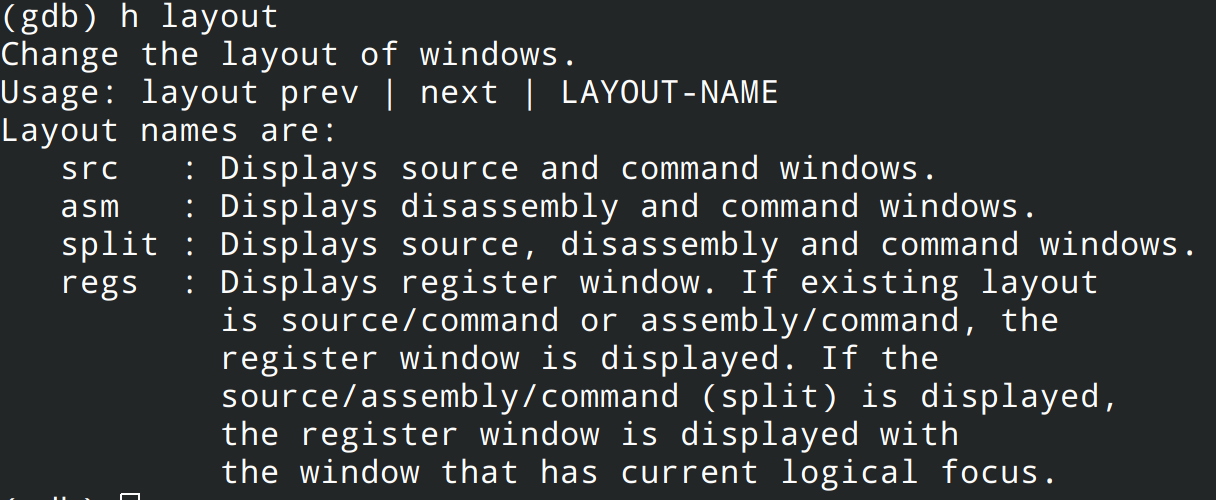 (gdb) h layout
Change the layout of windows.
Usage: layout prev | next | LAYOUT-NAME
Layout names are:
   src   : Displays source and command windows.
   asm   : Displays disassembly and command windows.
   split : Displays source, disassembly and command windows.
   regs  : Displays register window. If existing layout
           is source/command or assembly/command, the
           register window is displayed. If the
           source/assembly/command (split) is displayed,
           the register window is displayed with
           the window that has current logical focus.